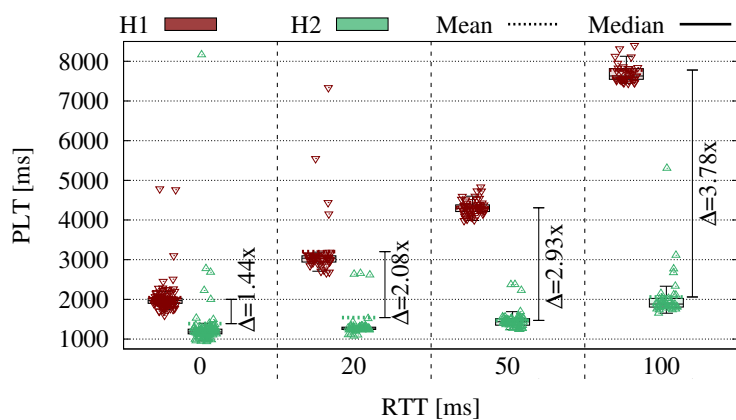 H1 H2 Mean Median
8000
7000
6000
5000
4000
3000
2000
1000
PLT [ms]
Δ=1.44x
Δ=2.08x
Δ=2.93x
Δ=3.78x
0 20 50 100
RTT [ms]